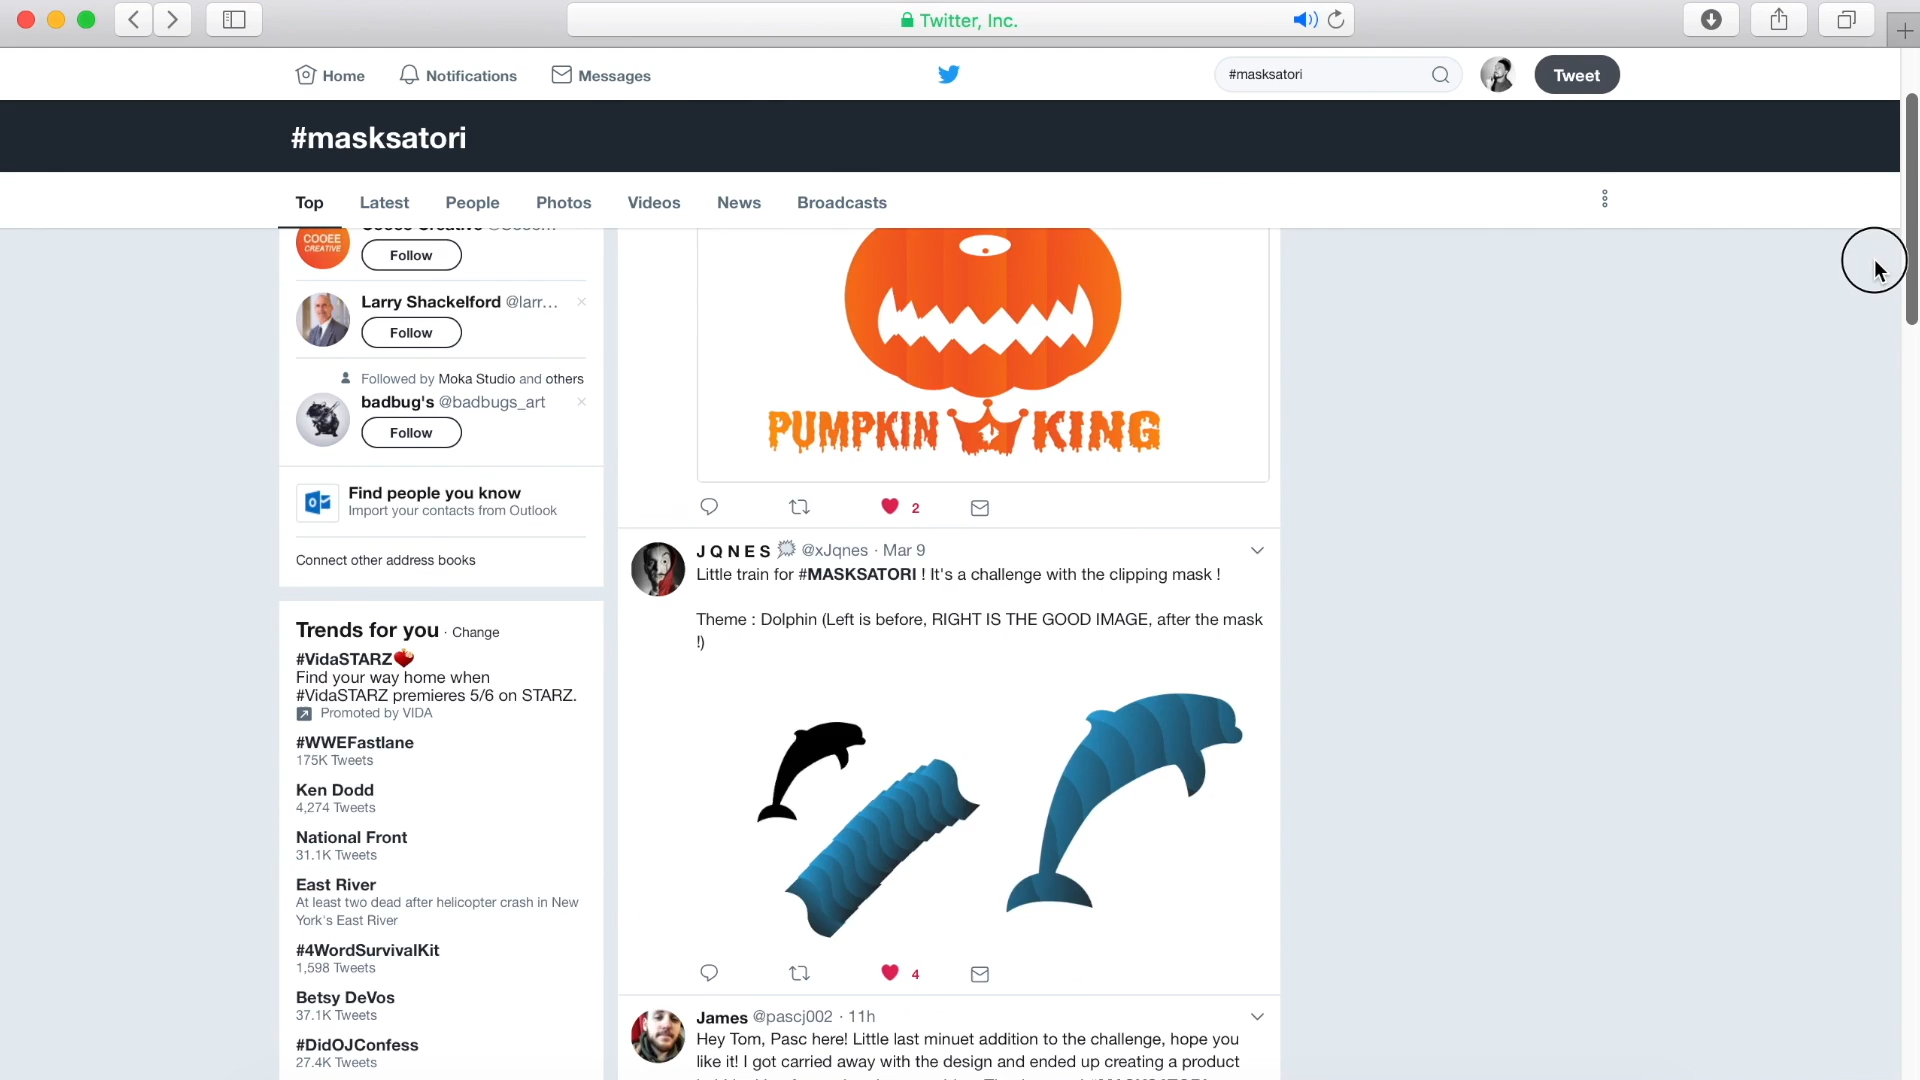 Twitter, Inc.
Home
Notifications
Messages
#masksatori
Tweet
#masksatori
Top
Latest
People
Photos
Videos
News
Broadcasts
COOEE
CREATIVE
Follow
Larry Shackelford @larr...
Follow
Followed by Moka Studio and others
badbug's @badbugs_art
Follow
Find people you know
Import your contacts from Outlook
Connect other address books
Trends for you · Change
#VidaSTARZ
Find your way home when
#VidaSTARZ premieres 5/6 on STARZ.
Promoted by VIDA
#WWEFastlane
175K Tweets
Ken Dodd
4,274 Tweets
National Front
31.1K Tweets
East River
At least two dead after helicopter crash in New
York's East River
#4WordSurvivalKit
1,598 Tweets
Betsy DeVos
37.1K Tweets
#DidOJConfess
27.4K Tweets
PUMPKIN KING
2
J Q N E S @xJqnes · Mar 9
Little train for #MASKSATORI ! It's a challenge with the clipping mask !
Theme : Dolphin (Left is before, RIGHT IS THE GOOD IMAGE, after the mask
!)
4
James @pascj002 · 11h
Hey Tom, Pasc here! Little last minuet addition to the challenge, hope you
like it! I got carried away with the design and ended up creating a product